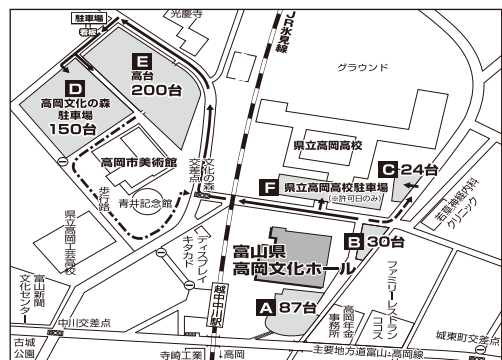 駐車場
看板
光慶寺
JR氷見線
グラウンド
E
高台
200台
D
高岡文化の森
駐車場
150台
県立高岡高校
高岡市美術館
文化の森
交差点
C 24台
F 県立高岡高校駐車場
(※許可日のみ)
若草神経内科
クリニック
歩行路
青井記念館
県立高岡工芸高校
B 30台
ディスプレイ
キタカド
富山県
高岡文化ホール
富山新聞
文化センター
越中中川駅
A 87台
高岡年金
事務所
ファミリーレストラン
ココス
城東町交差点
中川交差点
古城
公園
寺崎工業
至高岡
主要地方道富山・高岡線